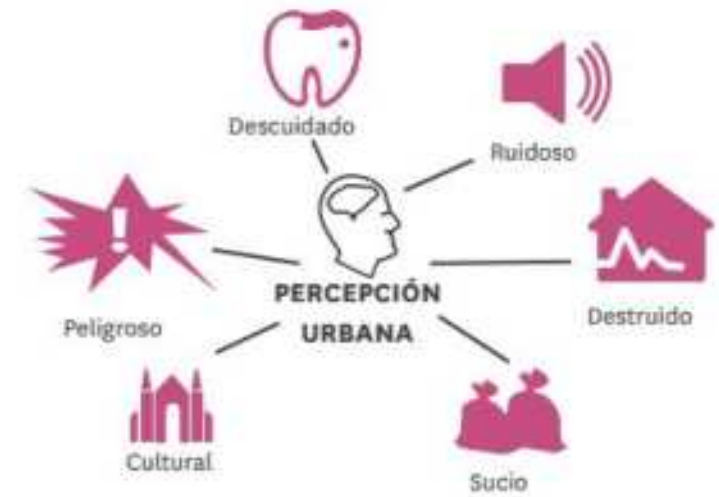 Descuidado
Ruidoso
PERCEPCIÓN
URBANA
Peligroso
Destruido
Cultural
Sucio